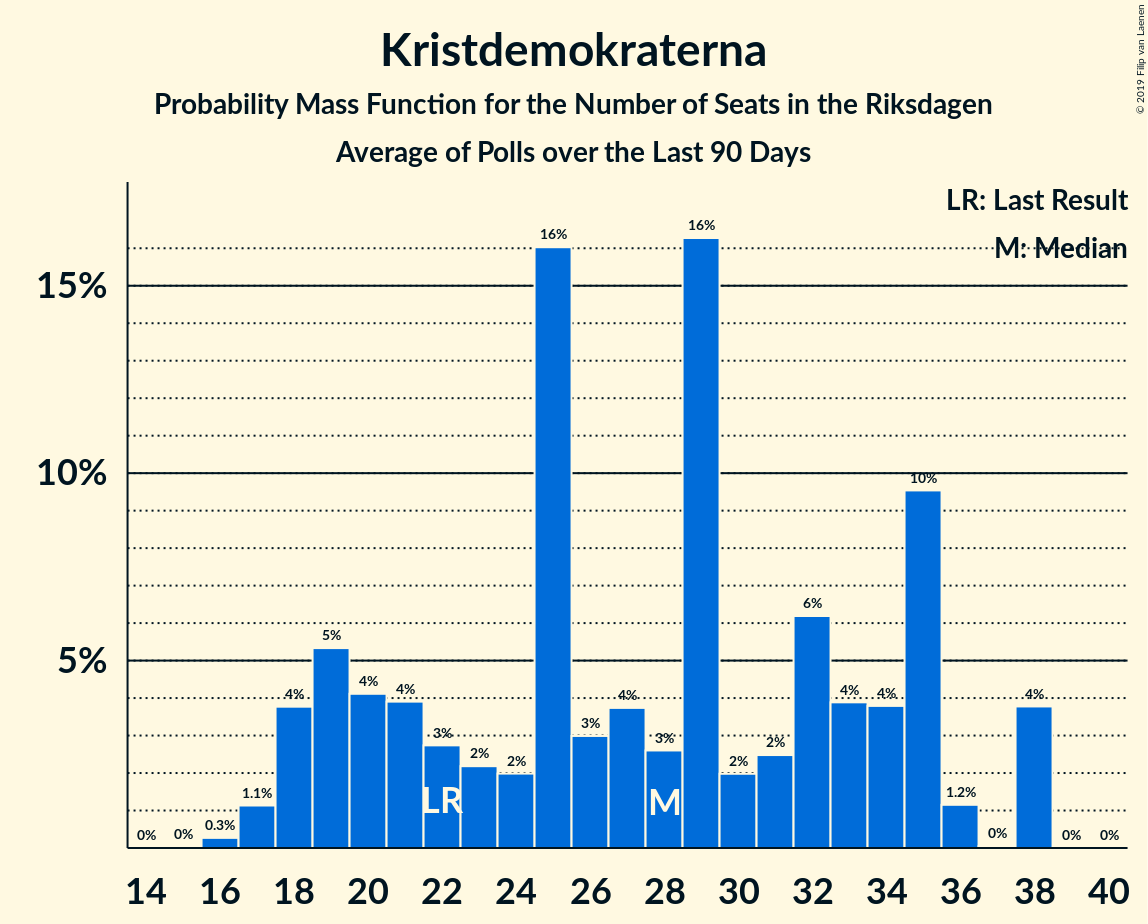 Kristdemokraterna
Probability Mass Function for the Number of Seats in the Riksdagen
Average of Polls over the Last 90 Days
© 2019 Filip van Laenen
LR: Last Result
M: Median
15%
10%
5%
0% 0% 0.3% 1.1% 4% 5% 4% 4% 3% 2% 2% 16% 3% 4% 3% 16% 2% 2% 6% 4% 4% 10% 1.2% 0% 4% 0% 0%
LR M
14 16 18 20 22 24 26 28 30 32 34 36 38 40